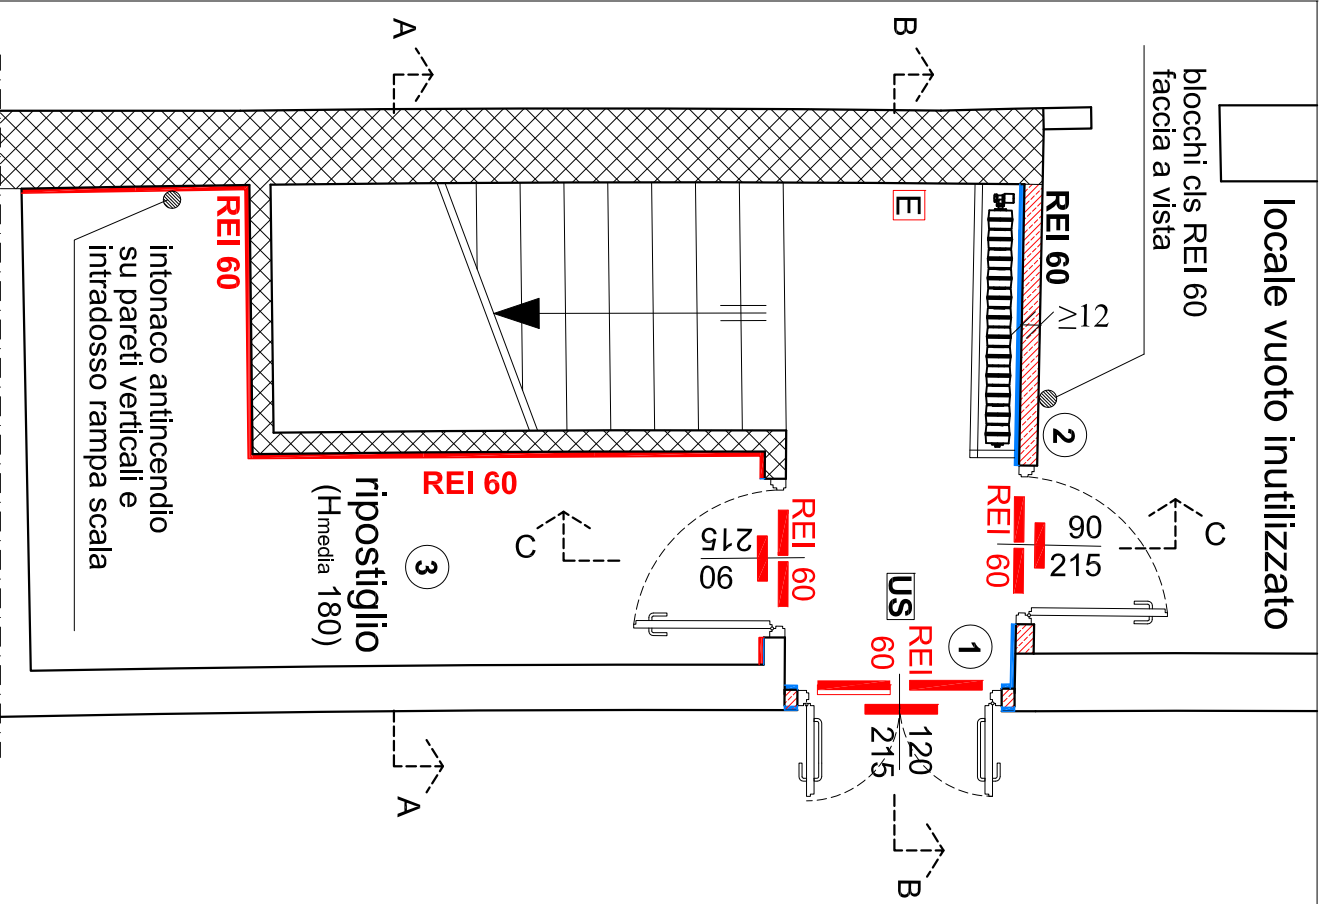 locale vuoto inutilizzato
blocchi cls REI 60
faccia a vista
A
B
REI 60
≥12
E
2
REI 60
90
215
C
REI 60
215
90
C
US
1
REI
60
120
215
B
REI 60
intonaco antincendio
su pareti verticali e
intradosso rampa scala
REI 60
ripostiglio
(Hmedia 180)
3
A